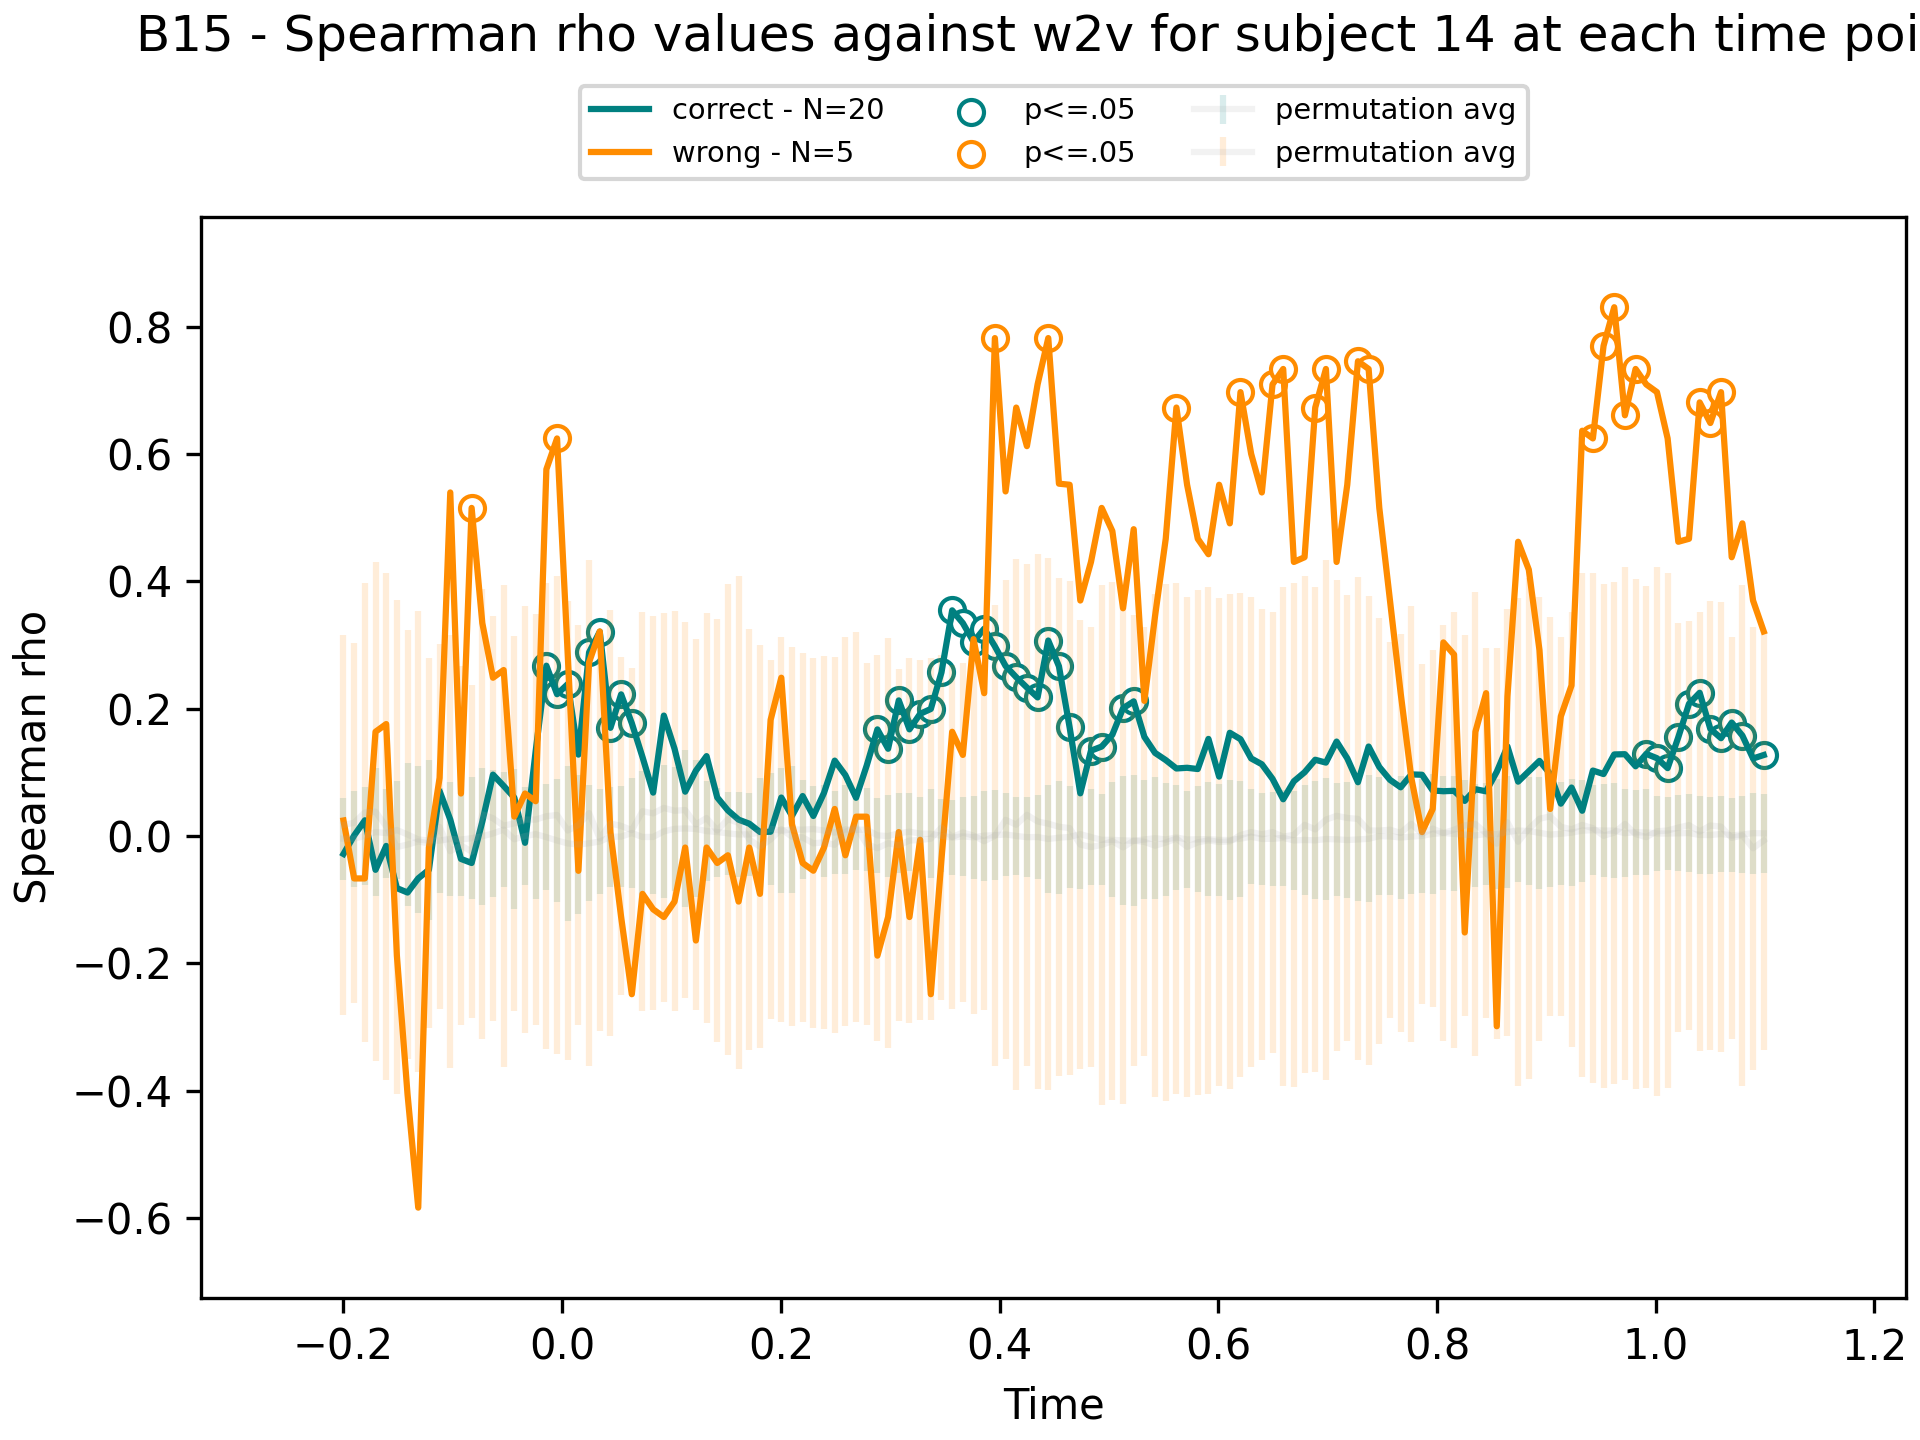 B15 - Spearman rho values against w2v for subject 14 at each time poi
correct - N=20
wrong - N=5
p<=.05
p<=.05
permutation avg
permutation avg
Spearman rho
0.8
0.6
0.4
0.2
0.0
−0.2
−0.4
−0.6
−0.2 0.0 0.2 0.4 0.6 0.8 1.0 1.2
Time